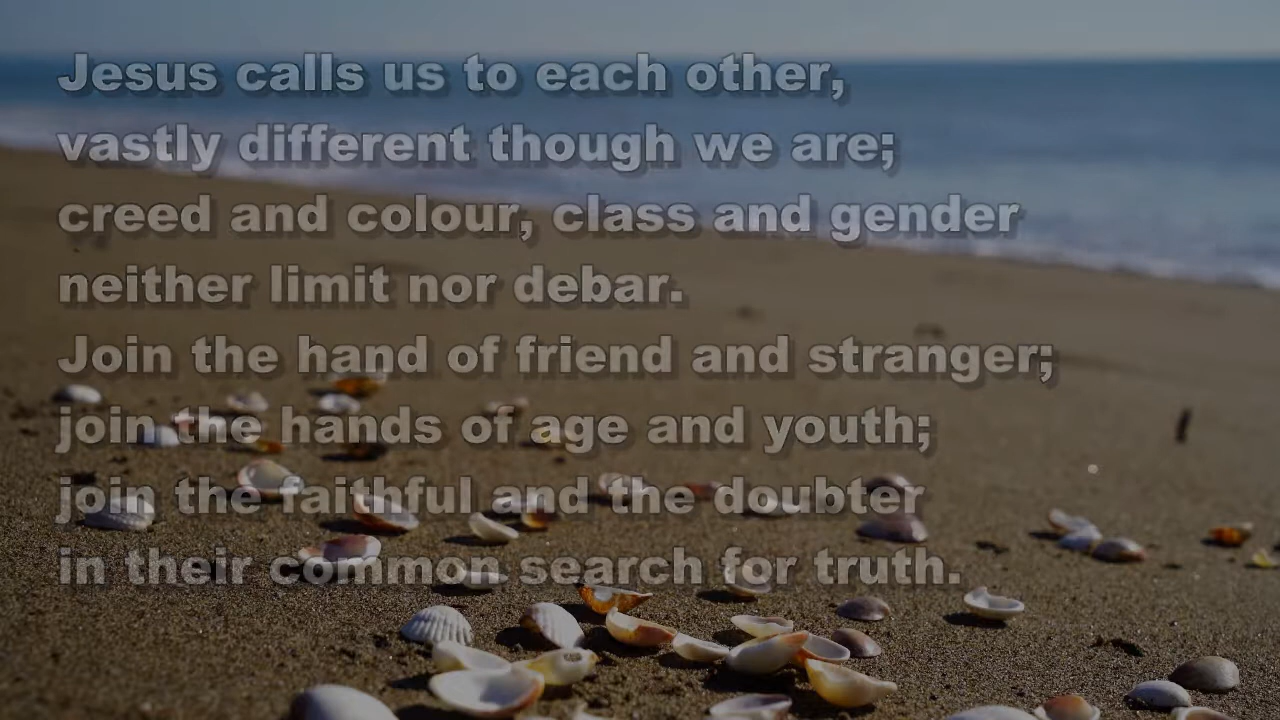 Jesus calls us to each other,
vastly different though we are;
creed and colour, class and gender
neither limit nor debar.
Join the hand of friend and stranger;
join the hands of age and youth;
join the faithful and the doubter
in their common search for truth.